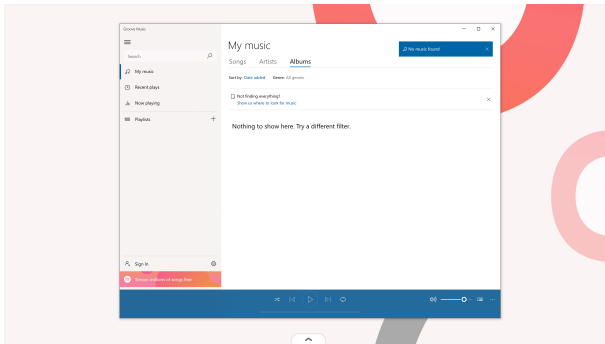 Groove Music
Search
My music
Recent plays
Now playing
Playlists
Sign In
Stream millions of songs free
My music
No music found
Songs Artists Albums
Sort by: Date added Genre: All genres
Not finding everything?
Show us where to look for music
Nothing to show here. Try a different filter.